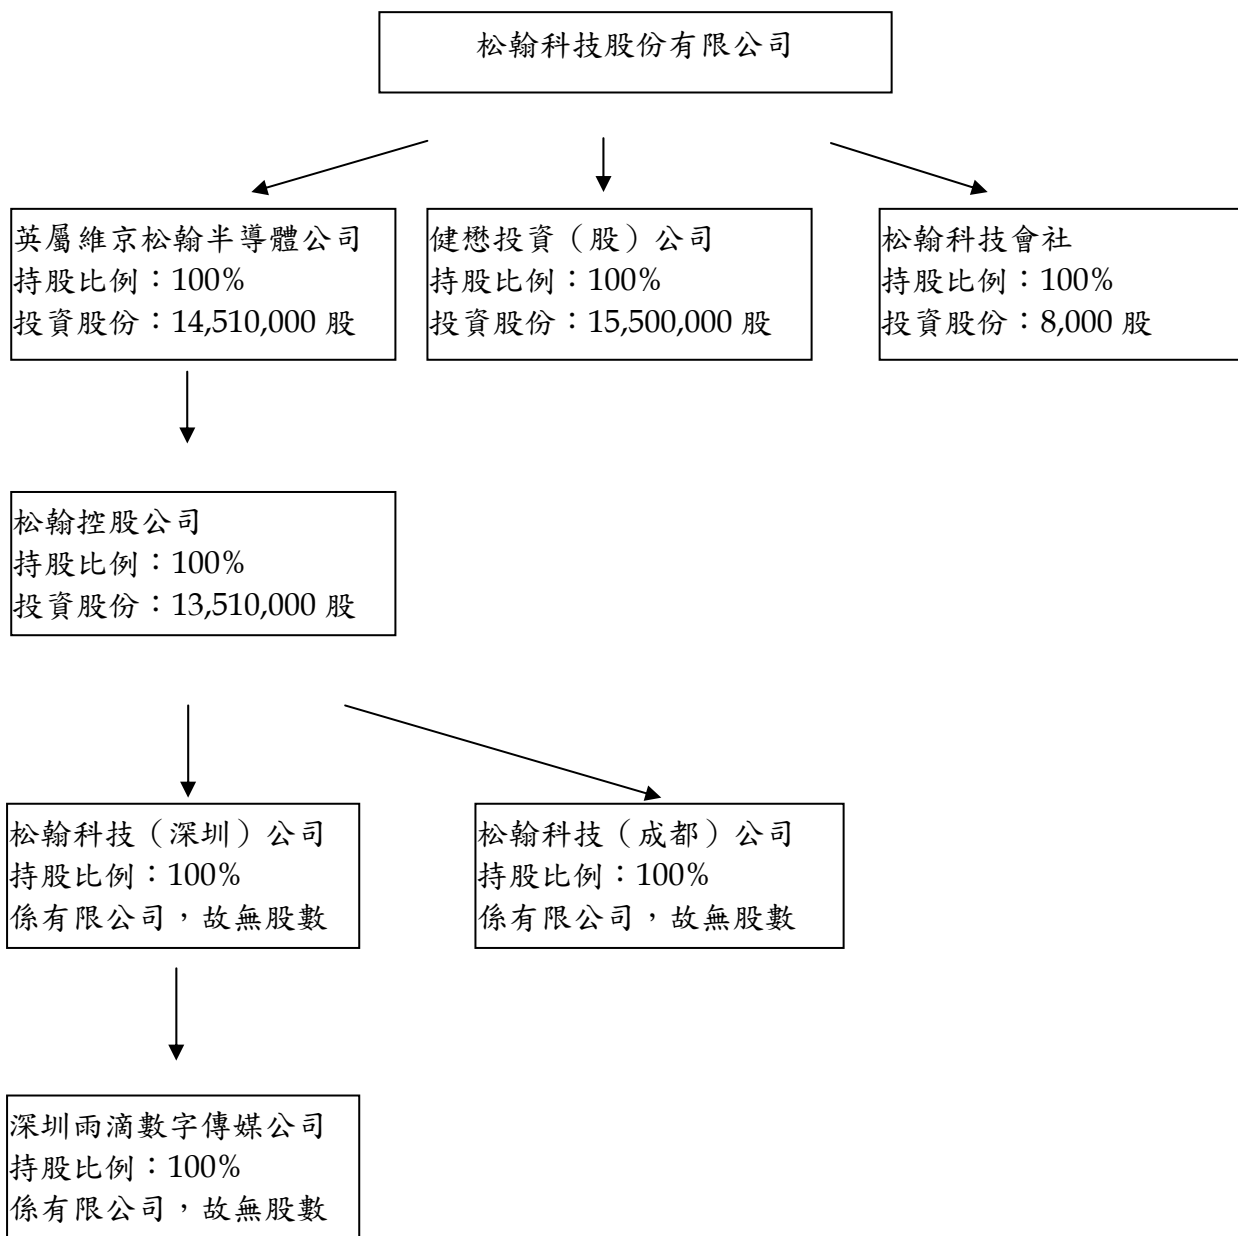 松翰科技股份有限公司
英屬維京松翰半導體公司
持股比例：100%
投資股份：14,510,000 股
健懋投資（股）公司
持股比例：100%
投資股份：15,500,000 股
松翰科技會社
持股比例：100%
投資股份：8,000 股
松翰控股公司
持股比例：100%
投資股份：13,510,000 股
松翰科技（深圳）公司
持股比例：100%
係有限公司，故無股數
松翰科技（成都）公司
持股比例：100%
係有限公司，故無股數
深圳雨滴數字傳媒公司
持股比例：100%
係有限公司，故無股數